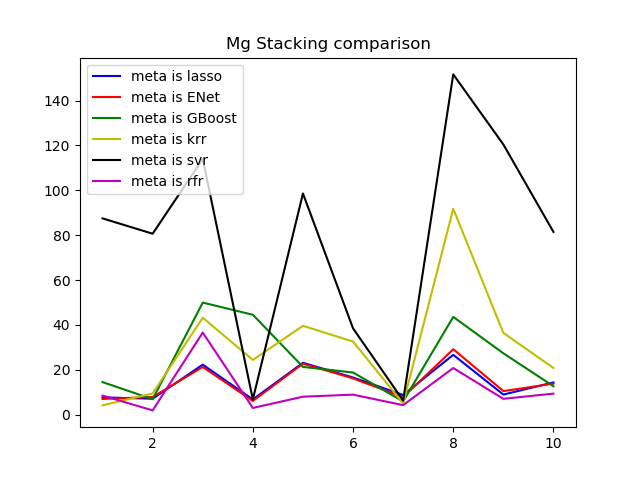 Mg Stacking comparison
meta is lasso
meta is ENet
meta is GBoost
meta is krr
meta is svr
meta is rfr
140
120
100
80
60
40
20
0
2 4 6 8 10